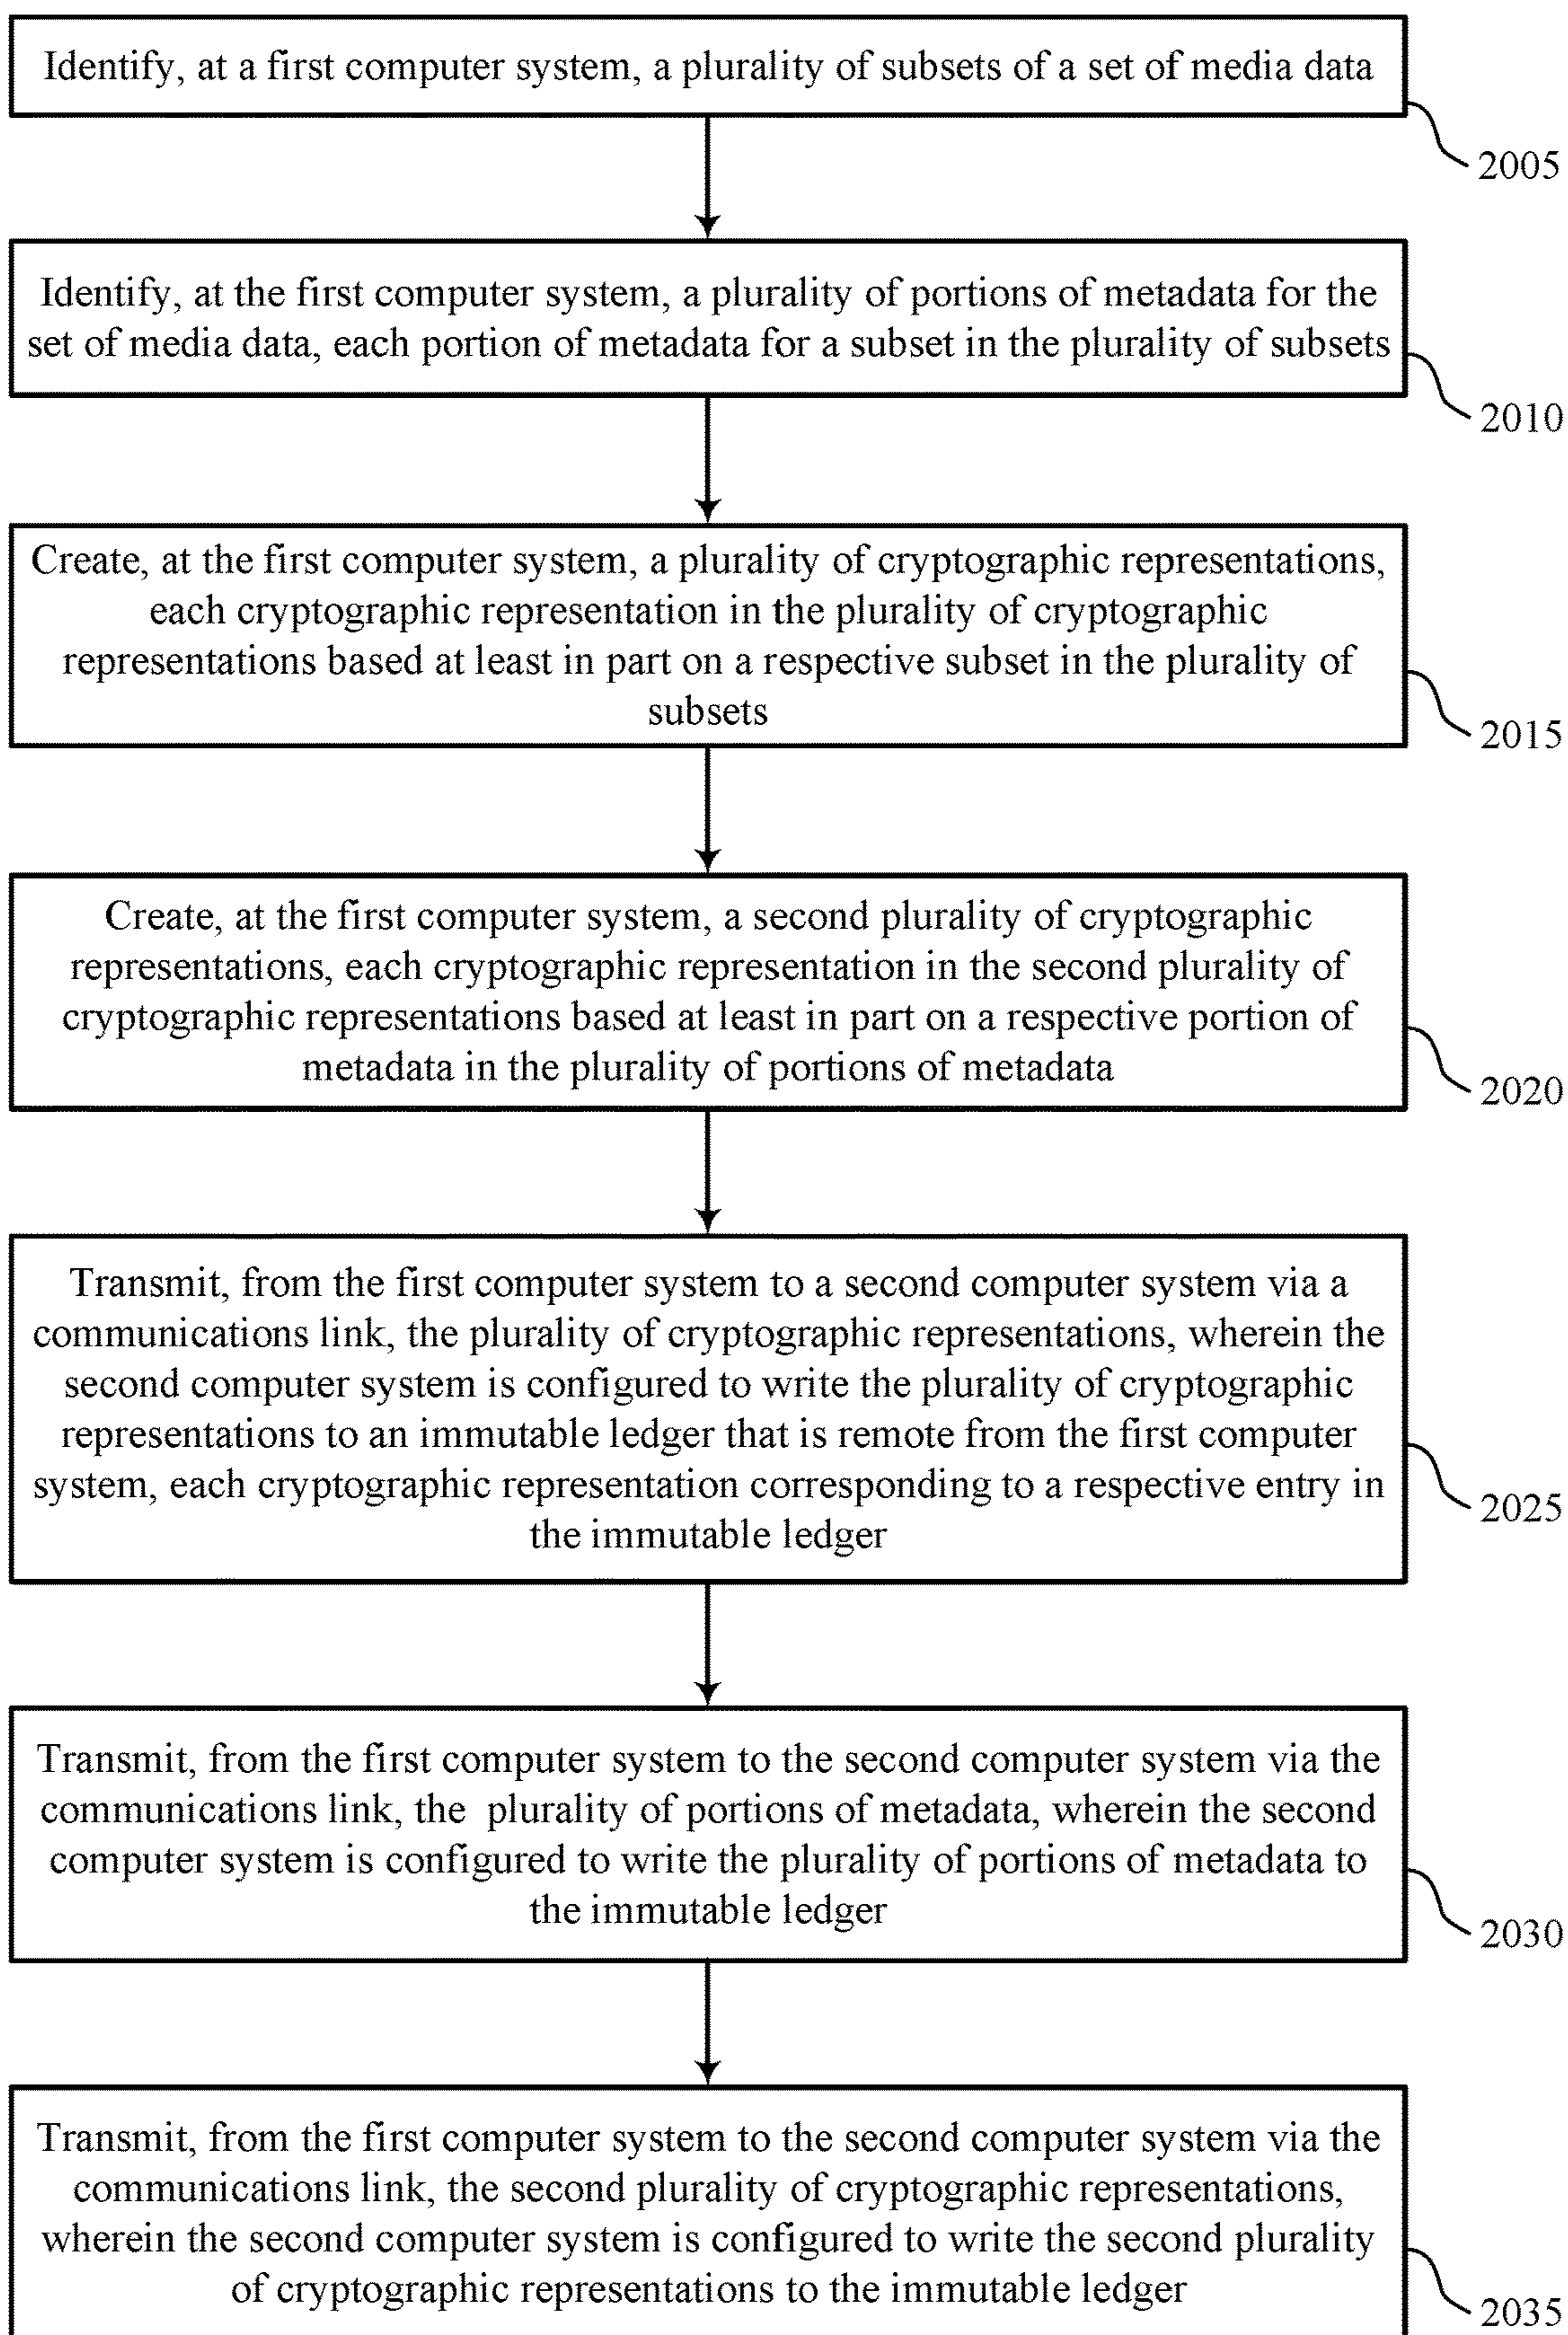 Identify, at a first computer system, a plurality of subsets of a set of media data
2005
Identify, at the first computer system, a plurality of portions of metadata for the
set of media data, each portion of metadata for a subset in the plurality of subsets
2010
Create, at the first computer system, a plurality of cryptographic representations,
each cryptographic representation in the plurality of cryptographic
representations based at least in part on a respective subset in the plurality of
subsets
2015
Create, at the first computer system, a second plurality of cryptographic
representations, each cryptographic representation in the second plurality of
cryptographic representations based at least in part on a respective portion of
metadata in the plurality of portions of metadata
2020
Transmit, from the first computer system to a second computer system via a
communications link, the plurality of cryptographic representations, wherein the
second computer system is configured to write the plurality of cryptographic
representations to an immutable ledger that is remote from the first computer
system, each cryptographic representation corresponding to a respective entry in
the immutable ledger
2025
Transmit, from the first computer system to the second computer system via the
communications link, the plurality of portions of metadata, wherein the second
computer system is configured to write the plurality of portions of metadata to
the immutable ledger
2030
Transmit, from the first computer system to the second computer system via the
communications link, the second plurality of cryptographic representations,
wherein the second computer system is configured to write the second plurality
of cryptographic representations to the immutable ledger
2035